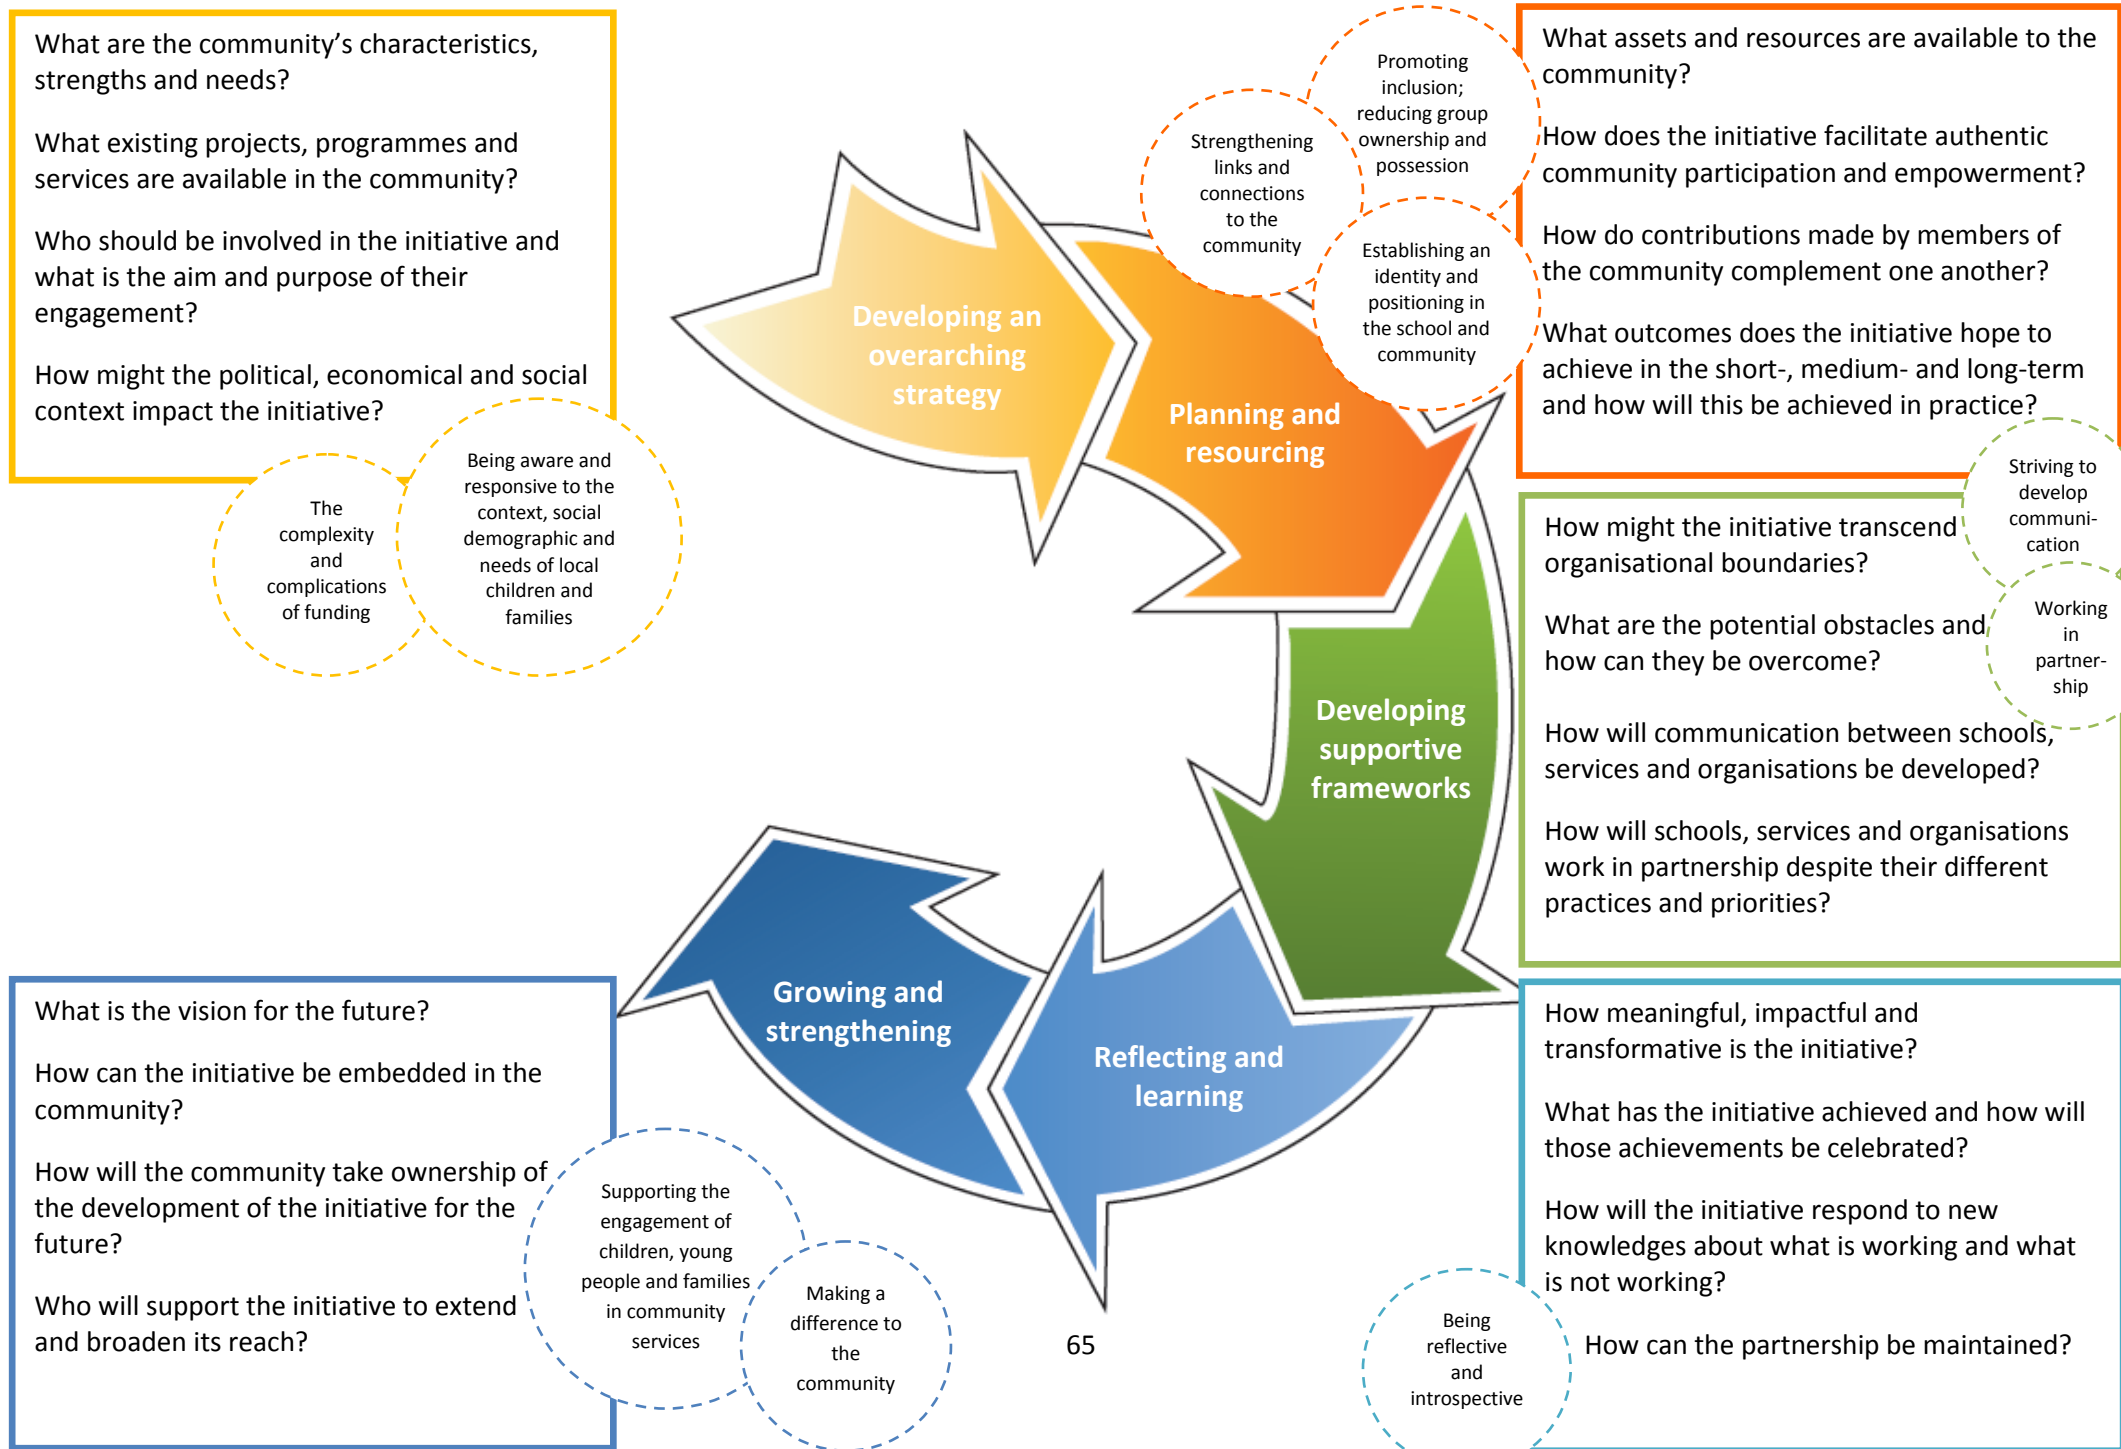 What are the community’s characteristics,
strengths and needs?
What existing projects, programmes and
services are available in the community?
Who should be involved in the initiative and
what is the aim and purpose of their
engagement?
How might the political, economical and social
context impact the initiative?
The
complexity
and
complications
of funding
Being aware and
responsive to the
context, social
demographic and
needs of local
children and
families
Developing an
overarching
strategy
Strengthening
links and
connections
to the
community
Promoting
inclusion;
reducing group
ownership and
possession
Establishing an
identity and
positioning in
the school and
community
Planning and
resourcing
What assets and resources are available to the
community?
How does the initiative facilitate authentic
community participation and empowerment?
How do contributions made by members of
the community complement one another?
What outcomes does the initiative hope to
achieve in the short-, medium- and long-term
and how will this be achieved in practice?
Striving to
develop
communi-
cation
Working
in
partner-
ship
How might the initiative transcend
organisational boundaries?
What are the potential obstacles and
how can they be overcome?
How will communication between schools,
services and organisations be developed?
How will schools, services and organisations
work in partnership despite their different
practices and priorities?
Developing
supportive
frameworks
Reflecting and
learning
How meaningful, impactful and
transformative is the initiative?
What has the initiative achieved and how will
those achievements be celebrated?
How will the initiative respond to new
knowledges about what is working and what
is not working?
How can the partnership be maintained?
Being
reflective
and
introspective
Growing and
strengthening
What is the vision for the future?
How can the initiative be embedded in the
community?
How will the community take ownership of
the development of the initiative for the
future?
Who will support the initiative to extend
and broaden its reach?
Supporting the
engagement of
children, young
people and families
in community
services
Making a
difference to
the
community
65